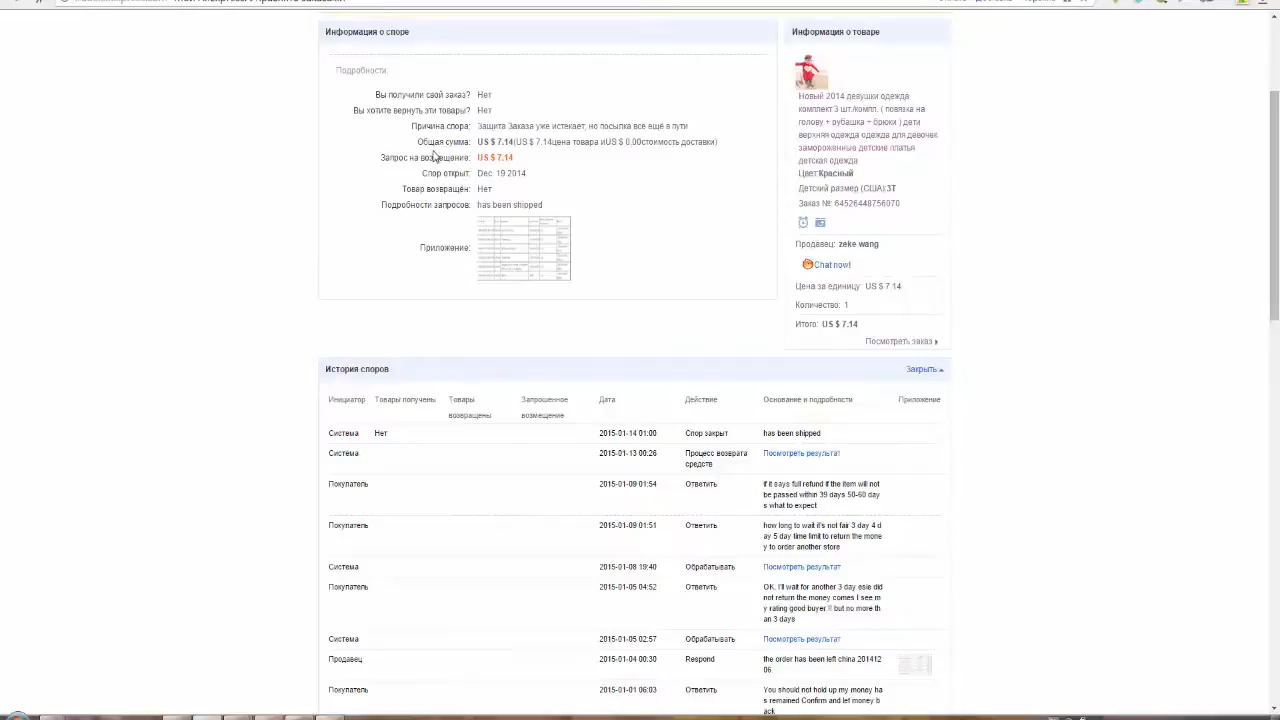 Информация о споре
Подробности:
Вы получили свой заказ? Нет
Вы хотите вернуть эти товары? Нет
Причина спора: Защита Заказа уже истекает, но посылка всё ещё в пути
Общая сумма: US $ 7.14(US $ 7.14цена товара иUS $ 0.00стоимость доставки)
Запрос на возмещение: US $ 7.14
Спор открыт: Dec 19 2014
Товар возвращён: Нет
Подробности запросов: has been shipped
Приложение:
Информация о товаре
Новый 2014 девушки одежда
комплект 3 шт./компл. ( повязка на
голову + рубашка + брюки ) дети
верхняя одежда одежда для девочек
замороженные детские платья
детская одежда
Цвет:Красный
Детский размер (США):3T
Заказ №: 64526448756070
Продавец: zeke wang
Chat now!
Цена за единицу: US $ 7.14
Количество: 1
Итого: US $ 7.14
Посмотреть заказ
История споров Закрыть
Инициатор Товары получены Товары Запрошенное Дата Действие Основание и подробности Приложение
возвращены возмещение
Система Нет 2015-01-14 01:00 Спор закрыт has been shipped
Система 2015-01-13 00:26 Процесс возврата Посмотреть результат
средств
Покупатель 2015-01-09 01:54 Ответить if it says full refund if the item will not
be passed within 39 days 50-60 day
s what to expect
Покупатель 2015-01-09 01:51 Ответить how long to wait it's not fair 3 day 4 d
ay 5 day time limit to return the mone
y to order another store
Система 2015-01-08 19:40 Обрабатывать Посмотреть результат
Покупатель 2015-01-05 04:52 Ответить OK, I'll wait for another 3 day esle did
not return the money comes I see m
y rating good buyer !! but no more th
an 3 days
Система 2015-01-05 02:57 Обрабатывать Посмотреть результат
Продавец 2015-01-04 00:30 Respond the order has been left china 201412
06.
Покупатель 2015-01-01 06:03 Ответить You should not hold up my money ha
s remained Confirm and let money b
ack